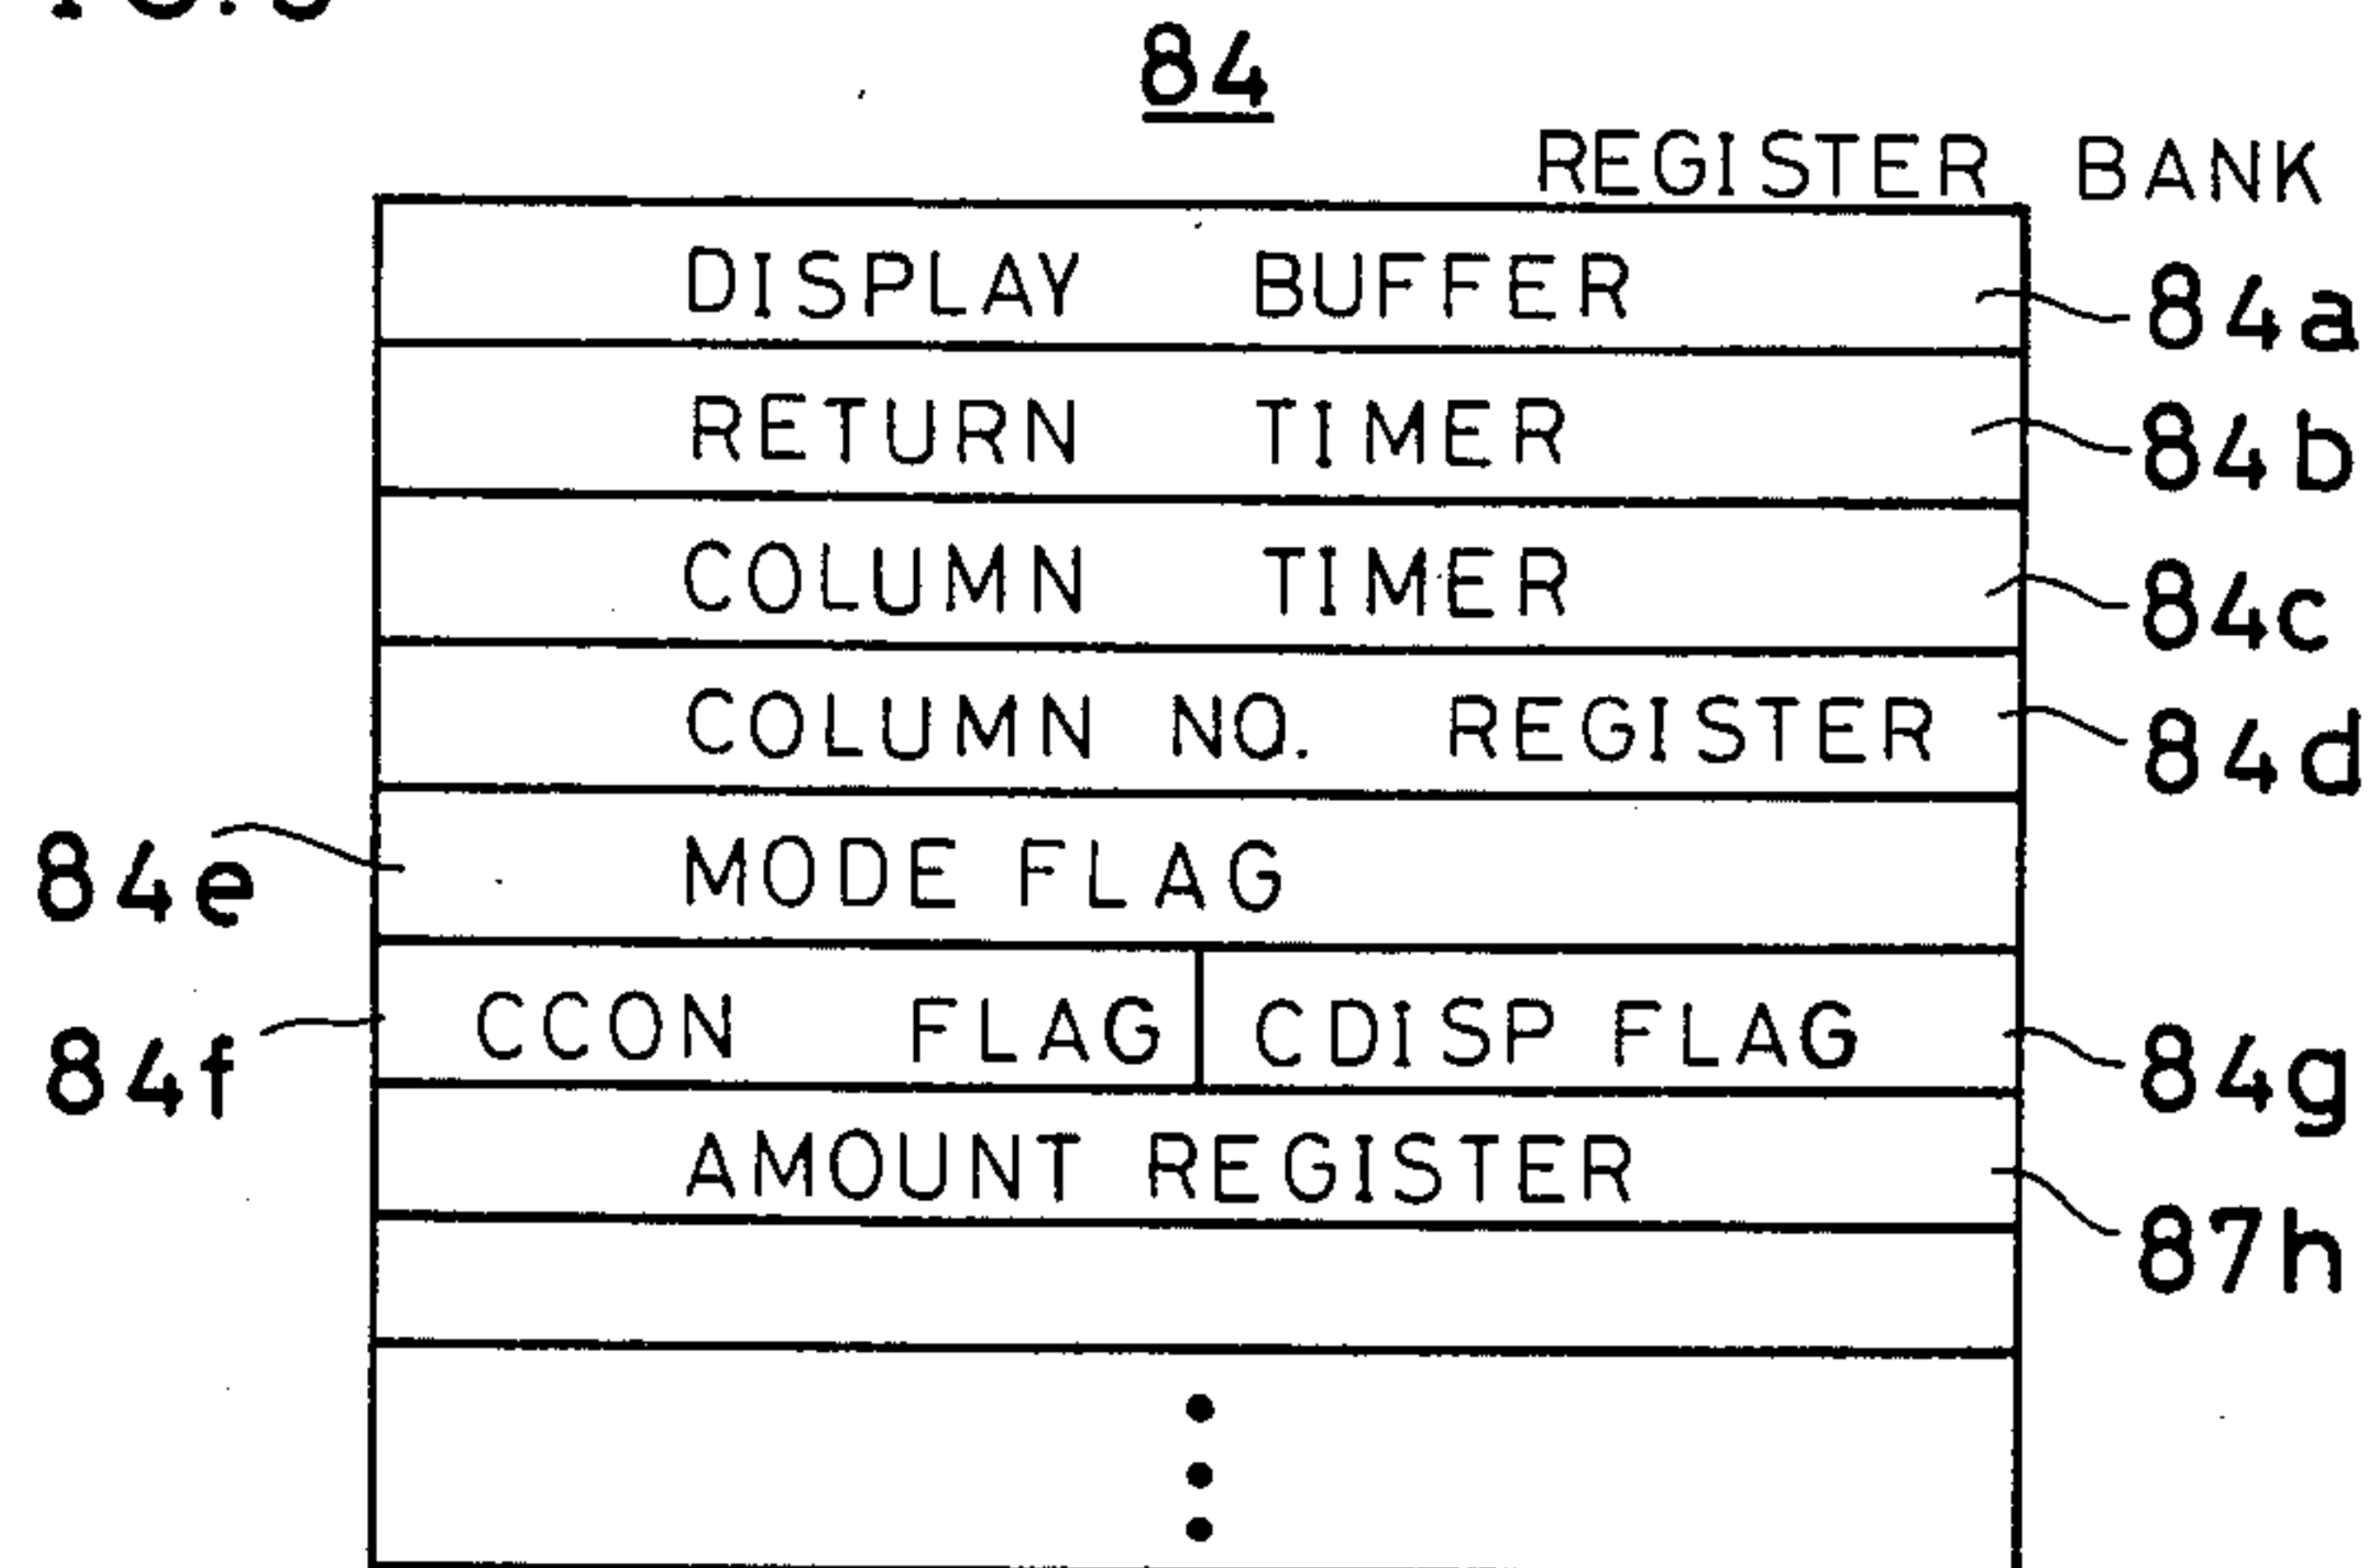 84
REGISTER BANK
DISPLAY BUFFER 84a
RETURN TIMER 84b
COLUMN TIMER 84c
COLUMN NO. REGISTER 84d
84e MODE FLAG
84f CCON FLAG CDISP FLAG 84g
AMOUNT REGISTER 87h